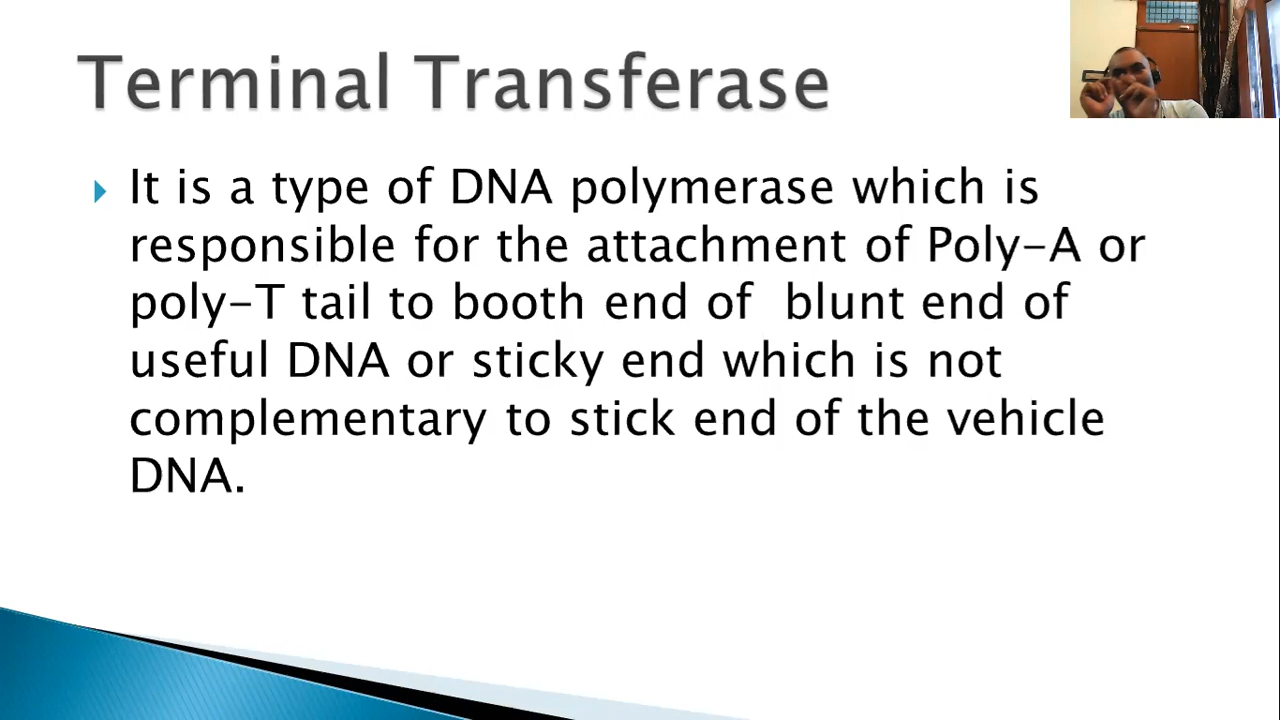 Terminal Transferase
It is a type of DNA polymerase which is
responsible for the attachment of Poly-A or
poly-T tail to booth end of  blunt end of
useful DNA or sticky end which is not
complementary to stick end of the vehicle
DNA.